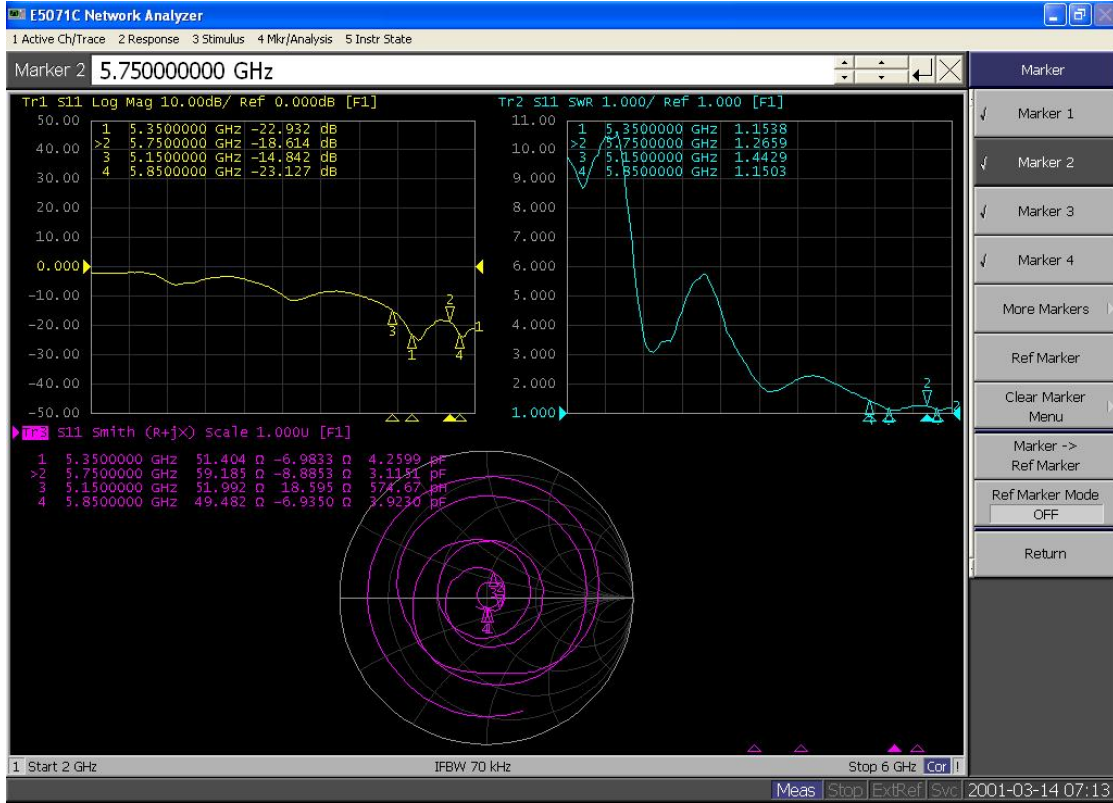 E5071C Network Analyzer
1 Active Ch/Trace 2 Response 3 Stimulus 4 Mkr/Analysis 5 Instr State
Marker 2 5.750000000 GHz
Tr1 S11 Log Mag 10.00dB/ Ref 0.000dB [F1]
50.00
40.00
30.00
20.00
10.00
0.000
-10.00
-20.00
-30.00
-40.00
-50.00
1 5.3500000 GHz -22.932 dB
>2 5.7500000 GHz -18.614 dB
3 5.1500000 GHz -14.842 dB
4 5.8500000 GHz -23.127 dB
2
3
1
4
1
Tr2 S11 SWR 1.000/ Ref 1.000 [F1]
11.00
10.00
9.000
8.000
7.000
6.000
5.000
4.000
3.000
2.000
1.000
1 5.3500000 GHz 1.1538
>2 5.7500000 GHz 1.2659
3 5.1500000 GHz 1.4429
4 5.8500000 GHz 1.1503
2
2
Tr3 S11 Smith (R+jX) Scale 1.000U [F1]
1 5.3500000 GHz 51.404 Ω -6.9833 Ω 4.2599 pF
>2 5.7500000 GHz 59.185 Ω -8.8853 Ω 3.1151 pF
3 5.1500000 GHz 51.992 Ω 18.595 Ω 574.67 pH
4 5.8500000 GHz 49.482 Ω -6.9350 Ω 3.9230 pF
1 Start 2 GHz IFBW 70 kHz Stop 6 GHz Cor !
Meas Stop ExtRef Svc 2001-03-14 07:13
Marker
Marker 1
Marker 2
Marker 3
Marker 4
More Markers
Ref Marker
Clear Marker
Menu
Marker ->
Ref Marker
Ref Marker Mode
OFF
Return